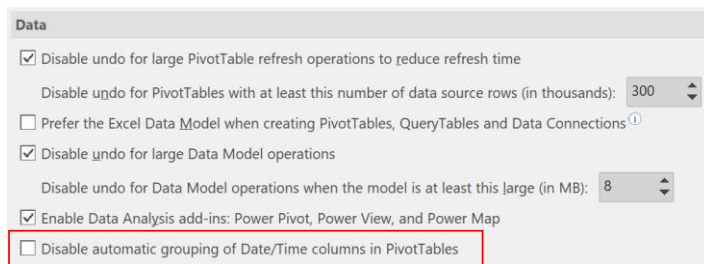 Data
Disable undo for large PivotTable refresh operations to reduce refresh time
Disable undo for PivotTables with at least this number of data source rows (in thousands): 300
Prefer the Excel Data Model when creating PivotTables, QueryTables and Data Connections
Disable undo for large Data Model operations
Disable undo for Data Model operations when the model is at least this large (in MB): 8
Enable Data Analysis add-ins: Power Pivot, Power View, and Power Map
Disable automatic grouping of Date/Time columns in PivotTables